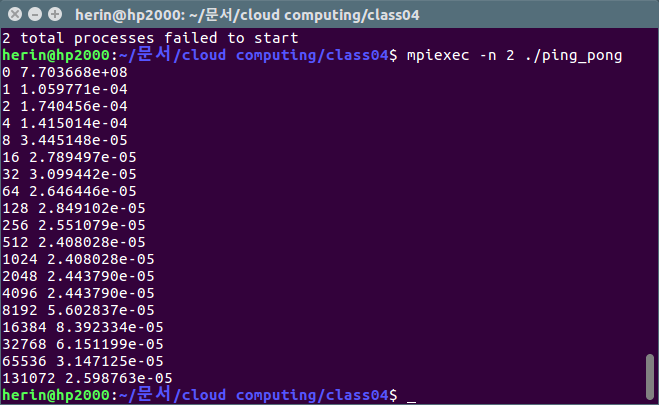 herin@hp2000: ~/문서/cloud computing/class04
2 total processes failed to start
herin@hp2000:~/문서/cloud computing/class04$ mpiexec -n 2 ./ping_pong
0 7.703668e+08
1 1.059771e-04
2 1.740456e-04
4 1.415014e-04
8 3.445148e-05
16 2.789497e-05
32 3.099442e-05
64 2.646446e-05
128 2.849102e-05
256 2.551079e-05
512 2.408028e-05
1024 2.408028e-05
2048 2.443790e-05
4096 2.443790e-05
8192 5.602837e-05
16384 8.392334e-05
32768 6.151199e-05
65536 3.147125e-05
131072 2.598763e-05
herin@hp2000:~/문서/cloud computing/class04$ _